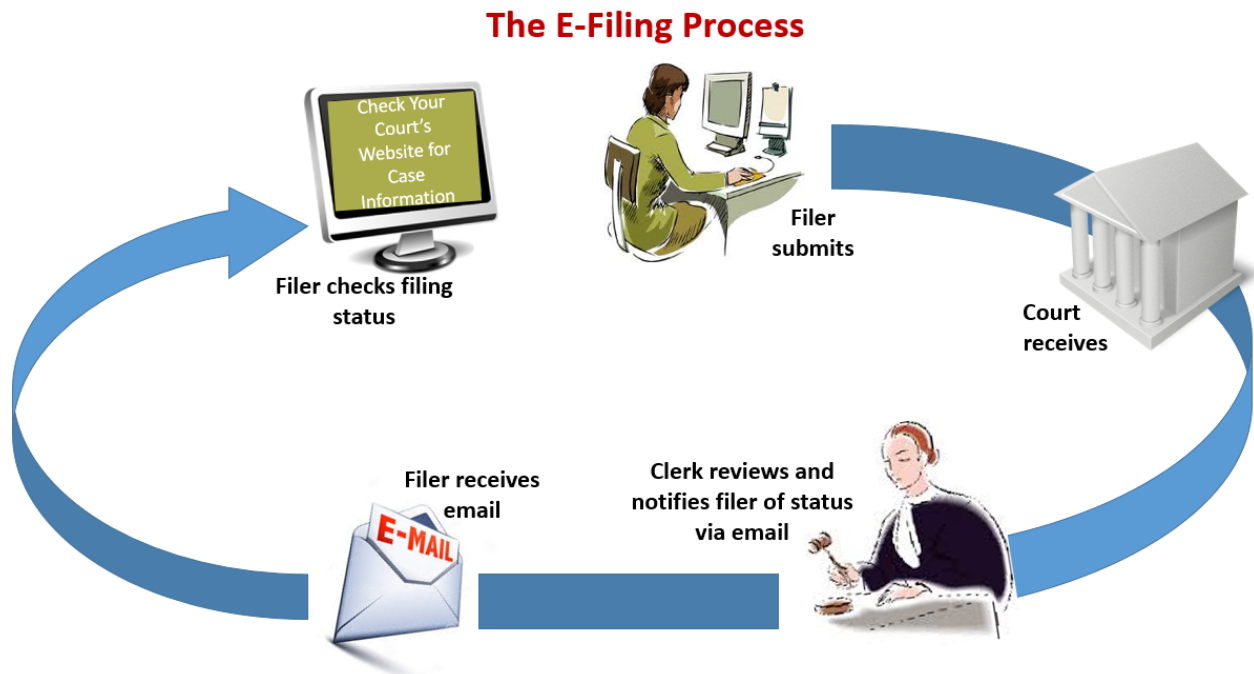 The E-Filing Process
Check Your
Court's
Website for
Case
Information
Filer
submits
Filer checks filing
status
Court
receives
Clerk reviews and
notifies filer of status
via email
Filer receives
email
E-MAIL